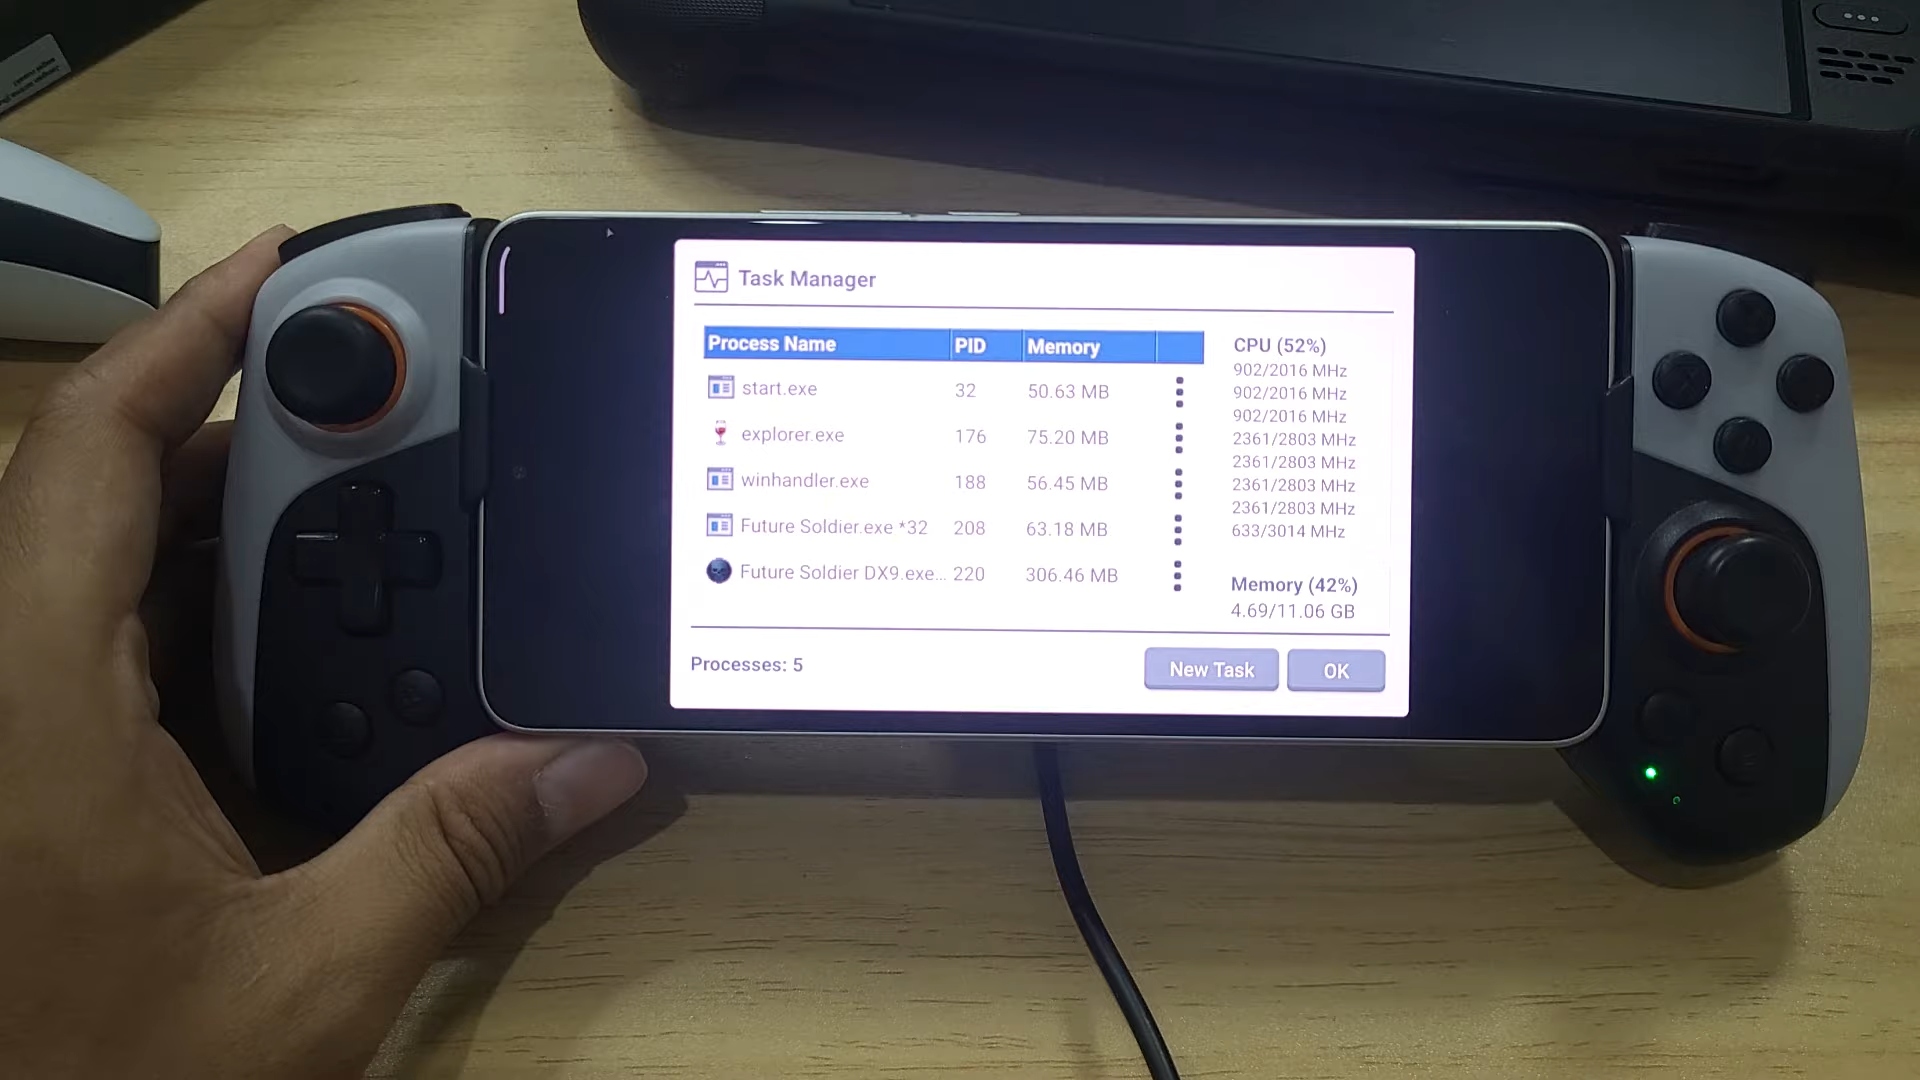 Task Manager
Process Name PID Memory
start.exe 32 50.63 MB
explorer.exe 176 75.20 MB
winhandler.exe 188 56.45 MB
Future Soldier.exe *32 208 63.18 MB
Future Soldier DX9.exe... 220 306.46 MB
CPU (52%)
902/2016 MHz
902/2016 MHz
902/2016 MHz
2361/2803 MHz
2361/2803 MHz
2361/2803 MHz
2361/2803 MHz
633/3014 MHz
Memory (42%)
4.69/11.06 GB
Processes: 5
New Task
OK